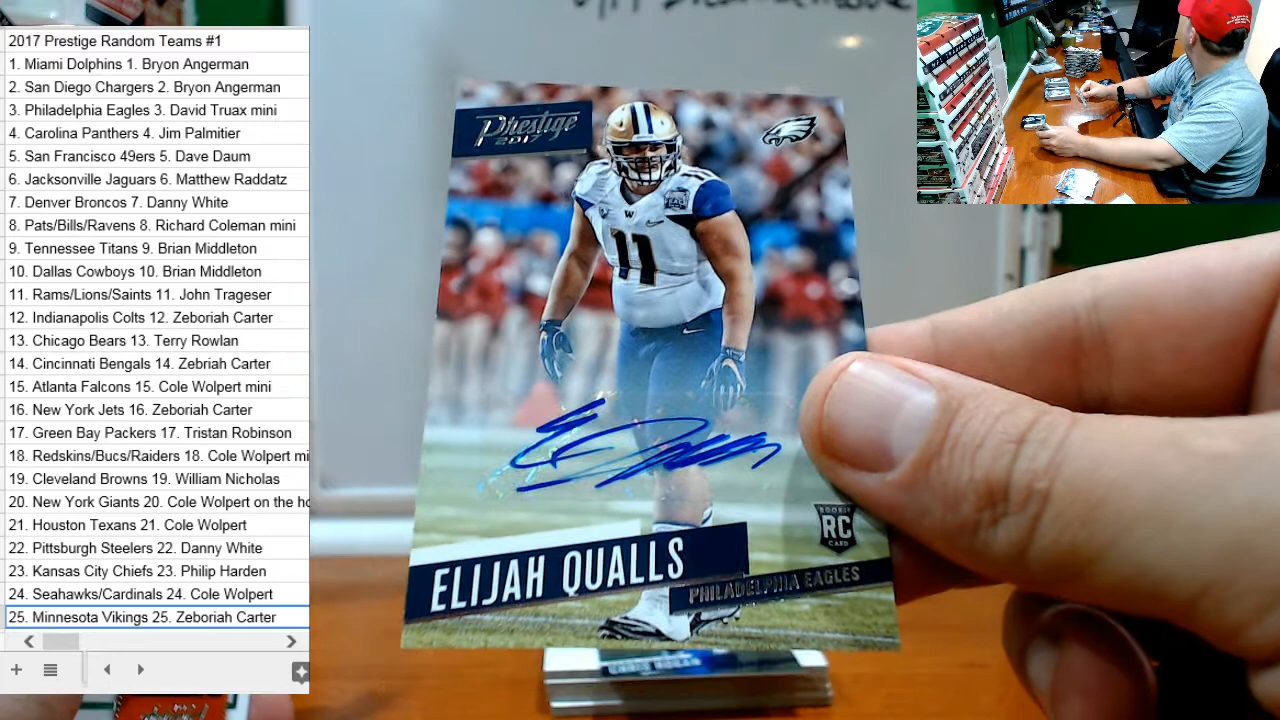 2017 Prestige Random Teams #1
1. Miami Dolphins 1. Bryon Angerman
2. San Diego Chargers 2. Bryon Angerman
3. Philadelphia Eagles 3. David Truax mini
4. Carolina Panthers 4. Jim Palmitier
5. San Francisco 49ers 5. Dave Daum
6. Jacksonville Jaguars 6. Matthew Raddatz
7. Denver Broncos 7. Danny White
8. Pats/Bills/Ravens 8. Richard Coleman mini
9. Tennessee Titans 9. Brian Middleton
10. Dallas Cowboys 10. Brian Middleton
11. Rams/Lions/Saints 11. John Trageser
12. Indianapolis Colts 12. Zeboriah Carter
13. Chicago Bears 13. Terry Rowlan
14. Cincinnati Bengals 14. Zebriah Carter
15. Atlanta Falcons 15. Cole Wolpert mini
16. New York Jets 16. Zeboriah Carter
17. Green Bay Packers 17. Tristan Robinson
18. Redskins/Bucs/Raiders 18. Cole Wolpert mi
19. Cleveland Browns 19. William Nicholas
20. New York Giants 20. Cole Wolpert on the ho
21. Houston Texans 21. Cole Wolpert
22. Pittsburgh Steelers 22. Danny White
23. Kansas City Chiefs 23. Philip Harden
24. Seahawks/Cardinals 24. Cole Wolpert
25. Minnesota Vikings 25. Zeboriah Carter
Prestige
2017
W
11
ROOKIE
RC
CARD
ELIJAH QUALLS
PHILADELPHIA EAGLES